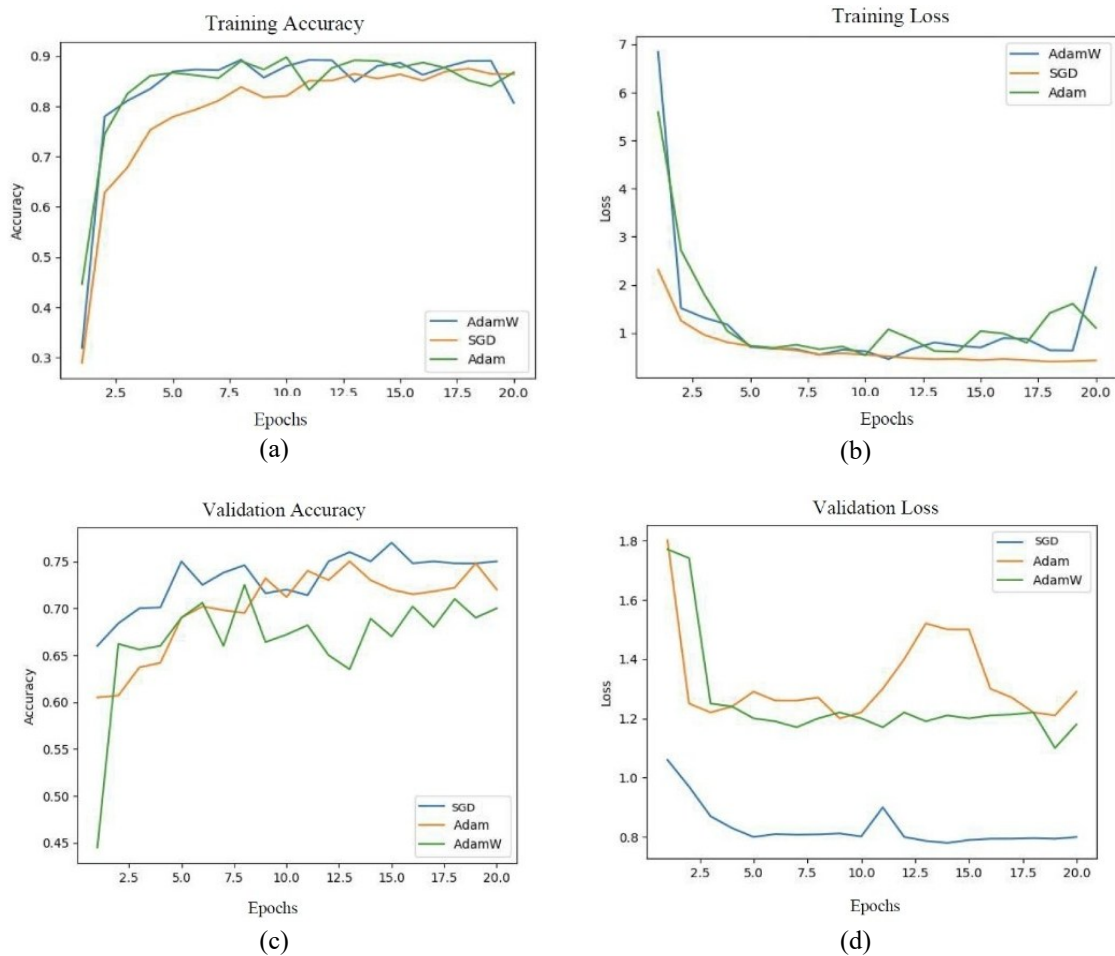 Training Accuracy
0.9
0.8
0.7
0.6
0.5
0.4
0.3
Accuracy
AdamW
SGD
Adam
2.5 5.0 7.5 10.0 12.5 15.0 17.5 20.0
Epochs
(a)
Training Loss
7
6
5
4
3
2
1
Loss
AdamW
SGD
Adam
2.5 5.0 7.5 10.0 12.5 15.0 17.5 20.0
Epochs
(b)
Validation Accuracy
0.75
0.70
0.65
0.60
0.55
0.50
0.45
Accuracy
SGD
Adam
AdamW
2.5 5.0 7.5 10.0 12.5 15.0 17.5 20.0
Epochs
(c)
Validation Loss
1.8
1.6
1.4
1.2
1.0
0.8
Loss
SGD
Adam
AdamW
2.5 5.0 7.5 10.0 12.5 15.0 17.5 20.0
Epochs
(d)